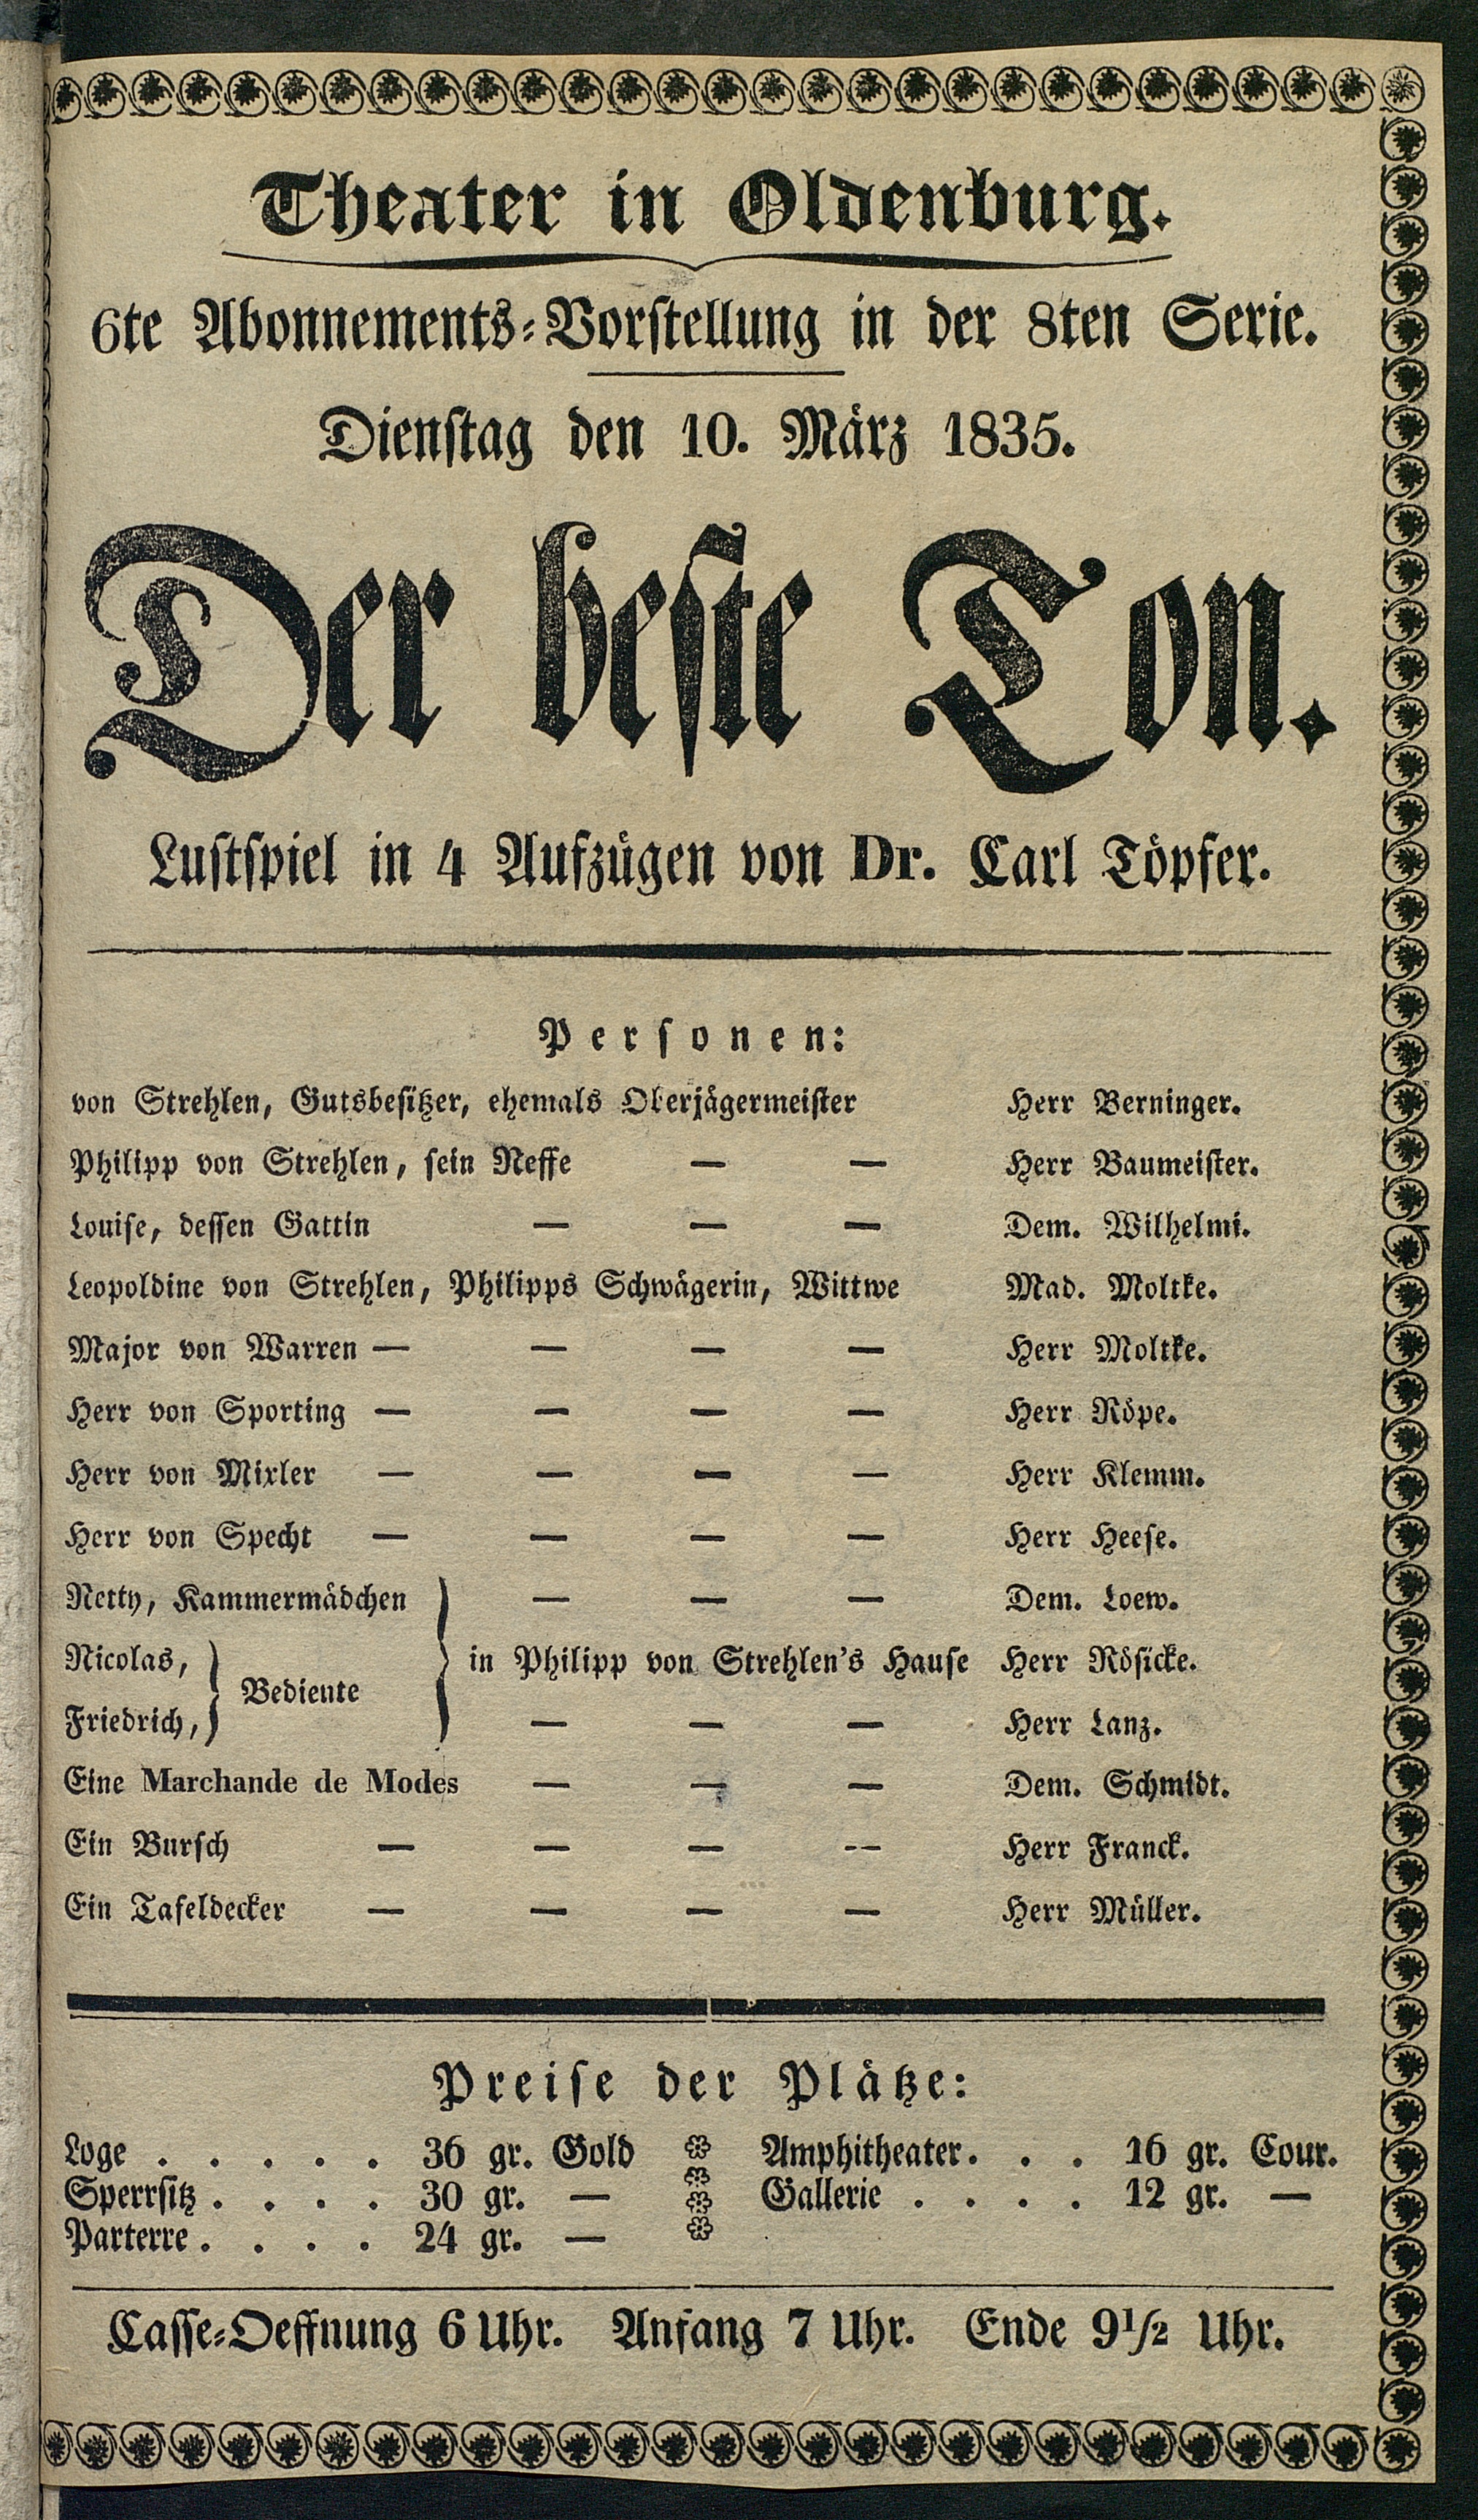 Theater in Oldenburg.
6te Abonnements-Vorstellung in der 8ten Serie.
Dienstag den 10. März 1835.
Der beste Ton.
Lustspiel in 4 Aufzügen von Dr. Carl Töpfer.
Personen:
von Strehlen, Gutsbesitzer, ehemals Oberjägermeister Herr Berninger.
Philipp von Strehlen, sein Neffe — — Herr Baumeister.
Louise, dessen Gattin — — — Dem. Wilhelmi.
Leopoldine von Strehlen, Philipps Schwägerin, Wittwe Mad. Moltke.
Major von Warren — — — — Herr Moltke.
Herr von Sporting — — — — Herr Röpe.
Herr von Mixler — — — — Herr Klemm.
Herr von Specht — — — — Herr Heese.
Netty, Kammermädchen — — — Dem. Loew.
Nicolas, in Philipp von Strehlen's Hause Herr Rösicke.
Bediente
Friedrich, — — — Herr Lanz.
Eine Marchande de Modes — — — Dem. Schmidt.
Ein Bursch — — — — Herr Franck.
Ein Tafeldecker — — — — Herr Müller.
Preise der Plätze:
Loge . . . . . 36 gr. Gold Amphitheater. . . 16 gr. Cour.
Sperrsitz . . . . 30 gr. — Gallerie . . . . 12 gr. —
Parterre . . . . 24 gr. —
Casse-Oeffnung 6 Uhr. Anfang 7 Uhr. Ende 9 1/2 Uhr.